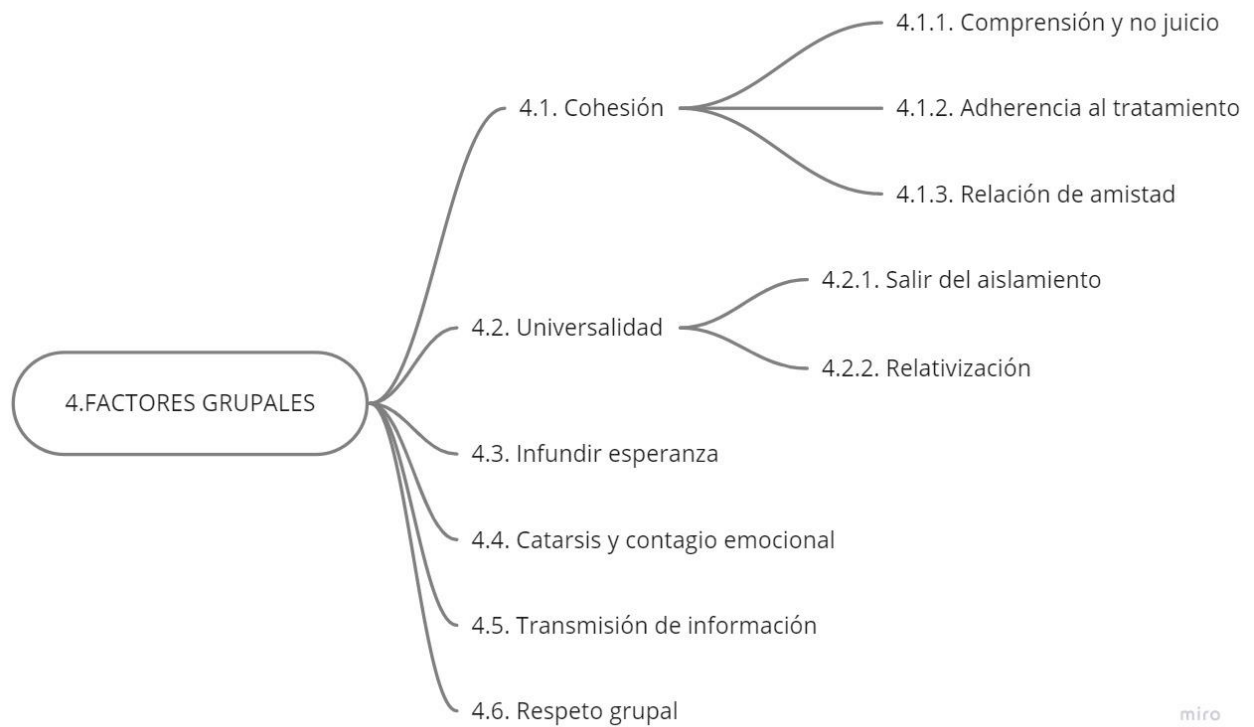 4.FACTORES GRUPALES
4.1. Cohesión
4.1.1. Comprensión y no juicio
4.1.2. Adherencia al tratamiento
4.1.3. Relación de amistad
4.2. Universalidad
4.2.1. Salir del aislamiento
4.2.2. Relativización
4.3. Infundir esperanza
4.4. Catarsis y contagio emocional
4.5. Transmisión de información
4.6. Respeto grupal
miro